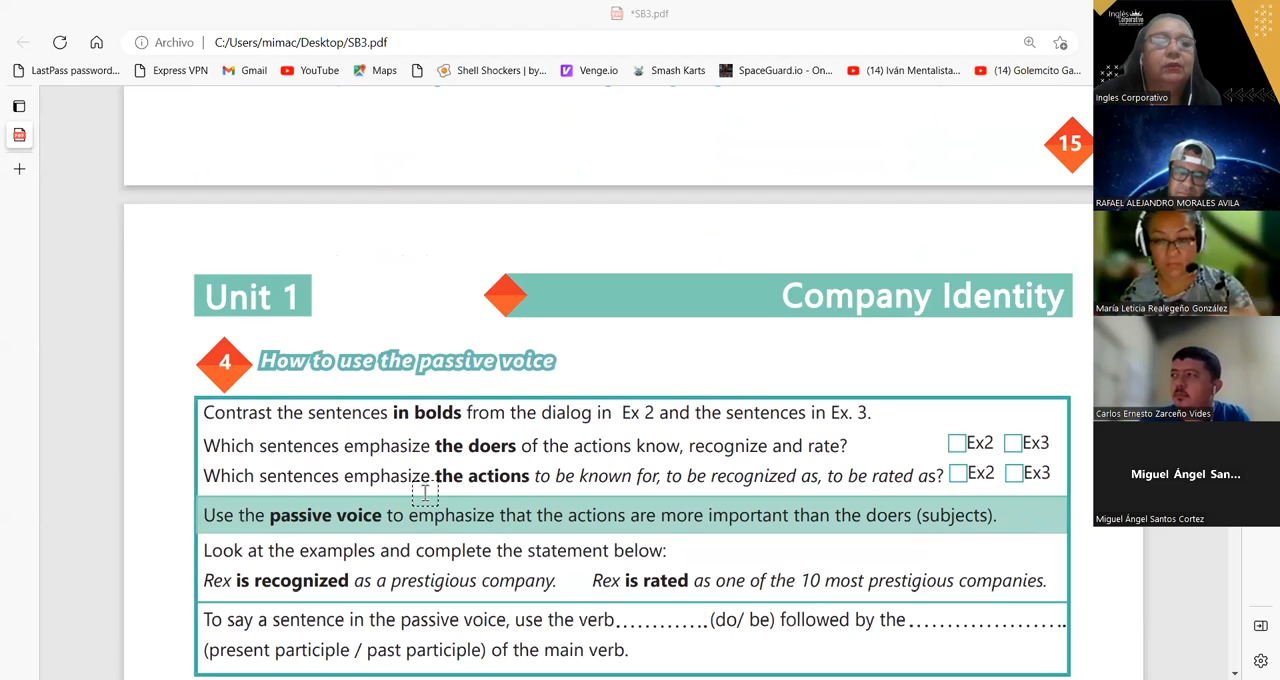 *SB3.pdf
Archivo | C:/Users/mimac/Desktop/SB3.pdf
LastPass password... Express VPN Gmail YouTube Maps Shell Shockers | by... Venge.io Smash Karts SpaceGuard.io - On... (14) Iván Mentalista... (14) Golemcito Ga...
15
Unit 1
Company Identity
4 How to use the passive voice
Contrast the sentences in bolds from the dialog in Ex 2 and the sentences in Ex. 3.
Which sentences emphasize the doers of the actions know, recognize and rate? Ex2 Ex3
Which sentences emphasize the actions to be known for, to be recognized as, to be rated as? Ex2 Ex3
Use the passive voice to emphasize that the actions are more important than the doers (subjects).
Look at the examples and complete the statement below:
Rex is recognized as a prestigious company. Rex is rated as one of the 10 most prestigious companies.
To say a sentence in the passive voice, use the verb............. (do/ be) followed by the .....................
(present participle / past participle) of the main verb.
Inglés
Corporativo
Ingles Corporativo
RAFAEL ALEJANDRO MORALES AVILA
María Leticia Realegeño González
Carlos Ernesto Zarceño Vides
Miguel Ángel San...
Miguel Ángel Santos Cortez